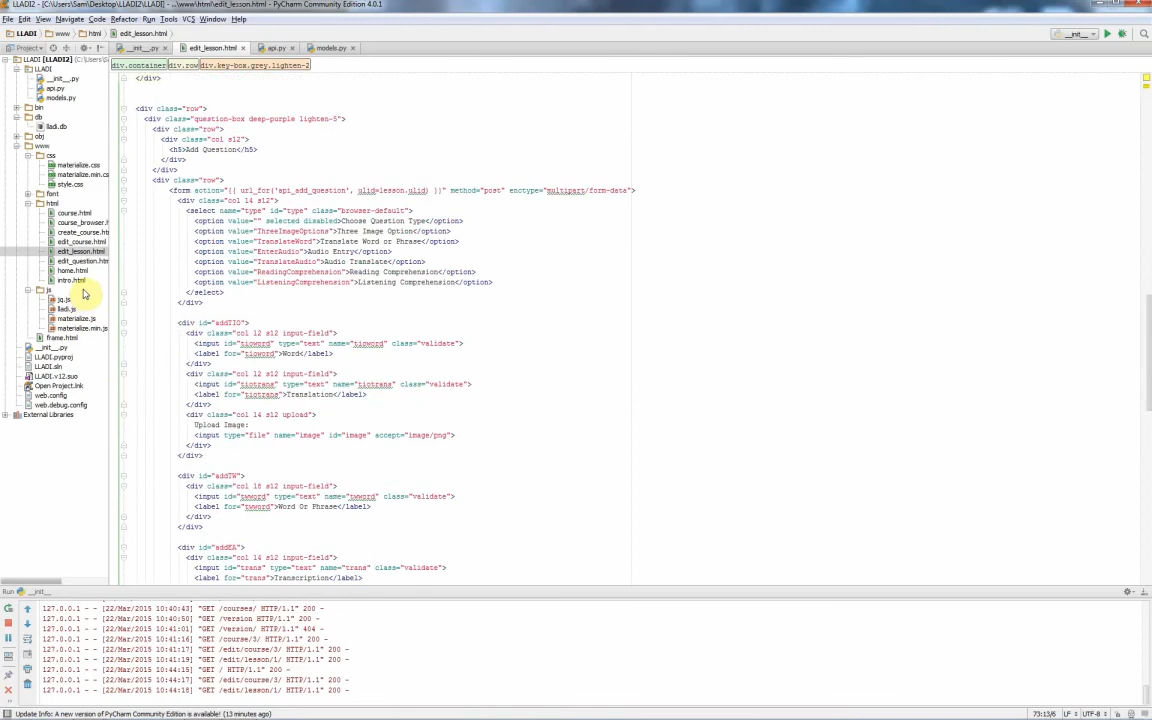 LLADI2 - [C:\Users\Sam\Desktop\LLADI2\LLADI] - ...\www\html\edit_lesson.html - PyCharm Community Edition 4.0.1
File Edit View Navigate Code Refactor Run Tools VCS Window Help
LLADI www html edit_lesson.html __init__
Project __init__.py edit_lesson.html api.py models.py
LLADI [LLADI2]
div.container div.row div.key-box.grey.lighten-2
LLADI
__init__.py
api.py
models.py
bin
db
lladi.db
obj
www
css
materialize.css
materialize.min.cs
style.css
font
html
course.html
course_browser.
create_course.ht
edit_course.html
edit_lesson.html
edit_question.htm
home.html
intro.html
js
jq.js
lladi.js
materialize.js
materialize.min.js
frame.html
__init__.py
LLADI.pyproj
LLADI.sln
LLADI.v12.suo
Open Project.lnk
web.config
web.debug.config
External Libraries
</div>
<div class="row">
<div class="question-box deep-purple lighten-5">
<div class="row">
<div class="col s12">
<h5>Add Question</h5>
</div>
</div>
<div class="row">
<form action="{{ url_for('api_add_question', ulid=lesson.ulid) }}" method="post" enctype="multipart/form-data">
<div class="col l4 s12">
<select name="type" id="type" class="browser-default">
<option value="" selected disabled>Choose Question Type</option>
<option value="ThreeImageOptions">Three Image Option</option>
<option value="TranslateWord">Translate Word or Phrase</option>
<option value="EnterAudio">Audio Entry</option>
<option value="TranslateAudio">Audio Translate</option>
<option value="ReadingComprehension">Reading Comprehension</option>
<option value="ListeningComprehension">Listening Comprehension</option>
</select>
</div>
<div id="addTIO">
<div class="col l2 s12 input-field">
<input id="tioword" type="text" name="tioword" class="validate">
<label for="tioword">Word</label>
</div>
<div class="col l2 s12 input-field">
<input id="tiotrans" type="text" name="tiotrans" class="validate">
<label for="tiotrans">Translation</label>
</div>
<div class="col l4 s12 upload">
Upload Image:
<input type="file" name="image" id="image" accept="image/png">
</div>
</div>
<div id="addTW">
<div class="col l8 s12 input-field">
<input id="twword" type="text" name="twword" class="validate">
<label for="twword">Word Or Phrase</label>
</div>
</div>
<div id="addEA">
<div class="col l4 s12 input-field">
<input id="trans" type="text" name="trans" class="validate">
<label for="trans">Transcription</label>
Run __init__
127.0.0.1 - - [22/Mar/2015 10:40:43] "GET /courses/ HTTP/1.1" 200 -
127.0.0.1 - - [22/Mar/2015 10:40:50] "GET /version HTTP/1.1" 200 -
127.0.0.1 - - [22/Mar/2015 10:41:01] "GET /version/ HTTP/1.1" 404 -
127.0.0.1 - - [22/Mar/2015 10:41:16] "GET /course/3/ HTTP/1.1" 200 -
127.0.0.1 - - [22/Mar/2015 10:41:17] "GET /edit/course/3/ HTTP/1.1" 200 -
127.0.0.1 - - [22/Mar/2015 10:41:19] "GET /edit/lesson/1/ HTTP/1.1" 200 -
127.0.0.1 - - [22/Mar/2015 10:44:15] "GET / HTTP/1.1" 200 -
127.0.0.1 - - [22/Mar/2015 10:44:17] "GET /edit/course/3/ HTTP/1.1" 200 -
127.0.0.1 - - [22/Mar/2015 10:44:18] "GET /edit/lesson/1/ HTTP/1.1" 200 -
Update Info: A new version of PyCharm Community Edition is available! (13 minutes ago) 73:13/6 LF UTF-8